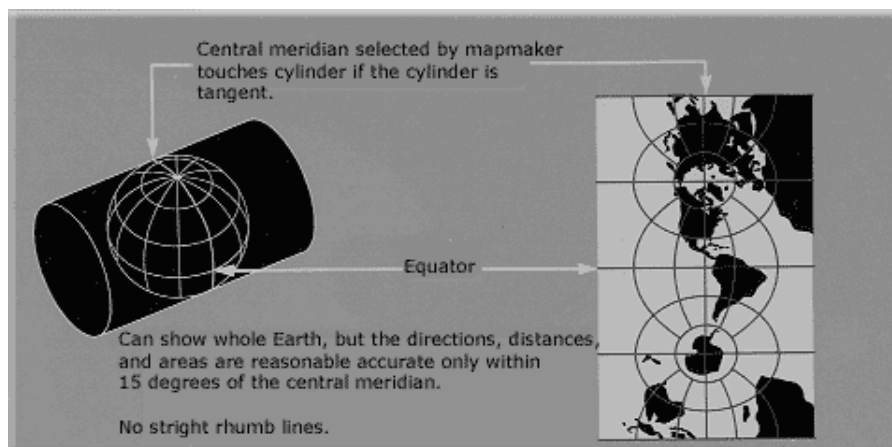 Central meridian selected by mapmaker
touches cylinder if the cylinder is
tangent.
Equator
Can show whole Earth, but the directions, distances,
and areas are reasonable accurate only within
15 degrees of the central meridian.
No stright rhumb lines.